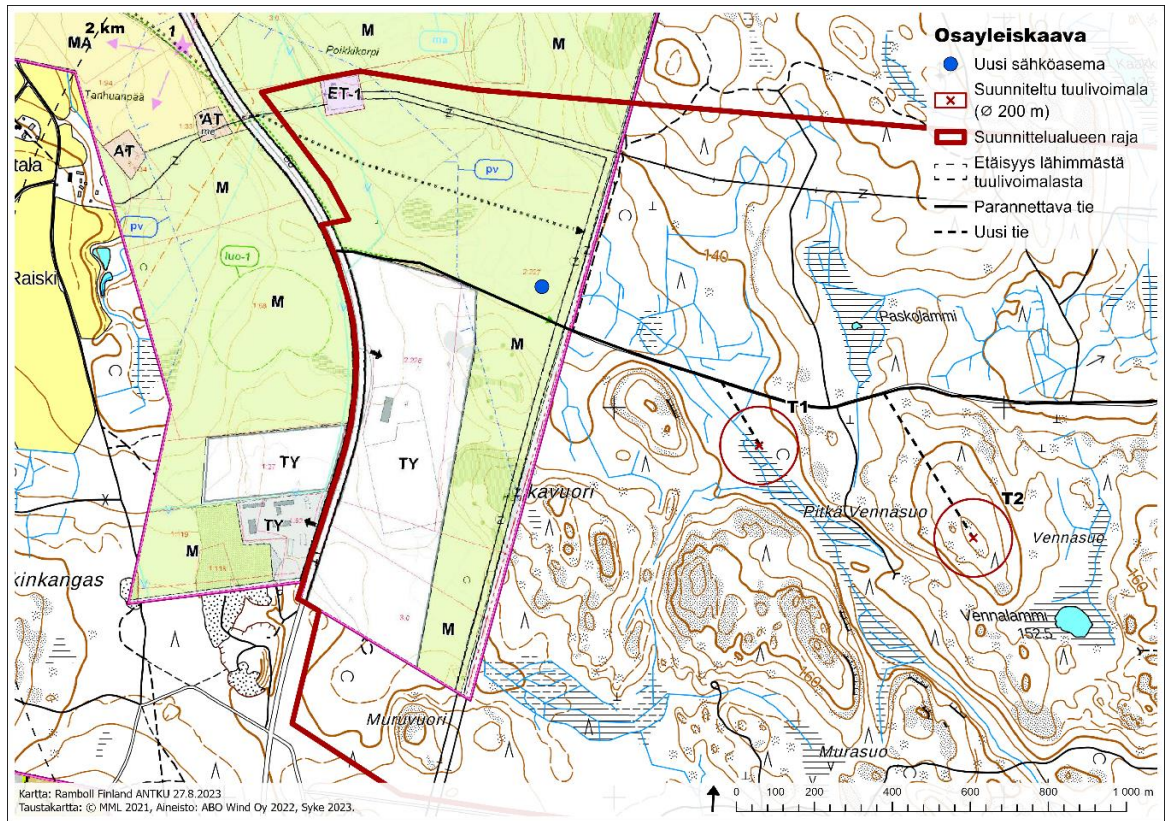 2 km
1
MA
M
Poikkikorpi
ma
M
Tanhuanpää
ET-1
AT
me
AT
tala
M
pv
pv
luo-1
Raiski
M
M
TY
TY
TY
M
M
kinkangas
kavuori
Muruvuori
140
Paskolammi
T1
T2
Pitkä Vennasuo
Vennasuo
Vennalammi
152.5
160
160
Murasuo
Osayleiskaava
Uusi sähköasema
Suunniteltu tuulivoimala
(Ø 200 m)
Suunnittelualueen raja
Etäisyys lähimmästä
tuulivoimalasta
Parannettava tie
Uusi tie
Kartta: Ramboll Finland ANTKU 27.8.2023
Taustakartta: © MML 2021, Aineisto: ABO Wind Oy 2022, Syke 2023.
0 200 400 600 800 1 000 m